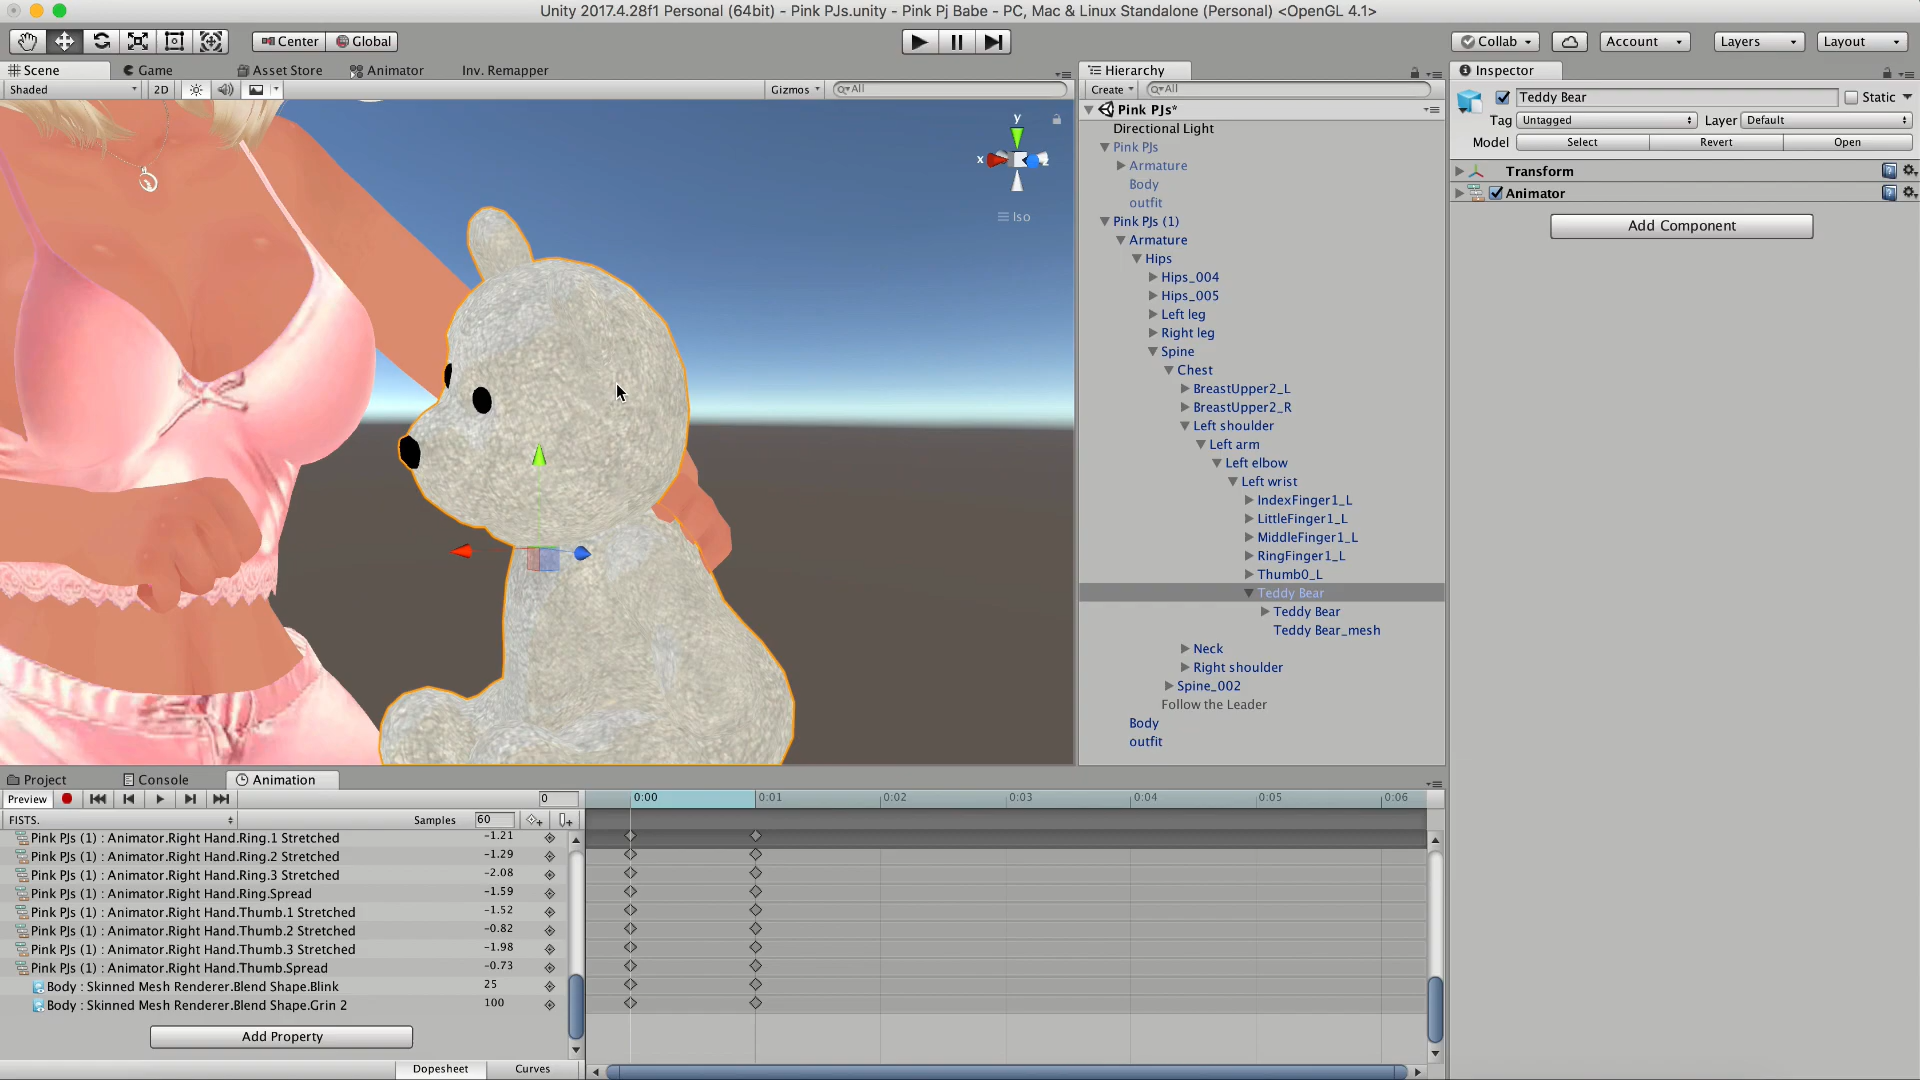 Unity 2017.4.28f1 Personal (64bit) - Pink PJs.unity - Pink Pj Babe - PC, Mac & Linux Standalone (Personal) <OpenGL 4.1>
Center Global Collab Account Layers Layout
Scene Game Asset Store Animator Inv. Remapper
Shaded 2D Gizmos All
y
x
z
Iso
Hierarchy
Create All
Pink PJs*
Directional Light
Pink PJs
Armature
Body
outfit
Pink PJs (1)
Armature
Hips
Hips_004
Hips_005
Left leg
Right leg
Spine
Chest
BreastUpper2_L
BreastUpper2_R
Left shoulder
Left arm
Left elbow
Left wrist
IndexFinger1_L
LittleFinger1_L
MiddleFinger1_L
RingFinger1_L
Thumb0_L
Teddy Bear
Teddy Bear
Teddy Bear_mesh
Neck
Right shoulder
Spine_002
Follow the Leader
Body
outfit
Inspector
Teddy Bear Static
Tag Untagged Layer Default
Model Select Revert Open
Transform
Animator
Add Component
Project Console Animation
Preview 0 0:00 0:01 0:02 0:03 0:04 0:05 0:06
FISTS. Samples 60
Pink PJs (1) : Animator.Right Hand.Ring.1 Stretched -1.21
Pink PJs (1) : Animator.Right Hand.Ring.2 Stretched -1.29
Pink PJs (1) : Animator.Right Hand.Ring.3 Stretched -2.08
Pink PJs (1) : Animator.Right Hand.Ring.Spread -1.59
Pink PJs (1) : Animator.Right Hand.Thumb.1 Stretched -1.52
Pink PJs (1) : Animator.Right Hand.Thumb.2 Stretched -0.82
Pink PJs (1) : Animator.Right Hand.Thumb.3 Stretched -1.98
Pink PJs (1) : Animator.Right Hand.Thumb.Spread -0.73
Body : Skinned Mesh Renderer.Blend Shape.Blink 25
Body : Skinned Mesh Renderer.Blend Shape.Grin 2 100
Add Property
Dopesheet Curves